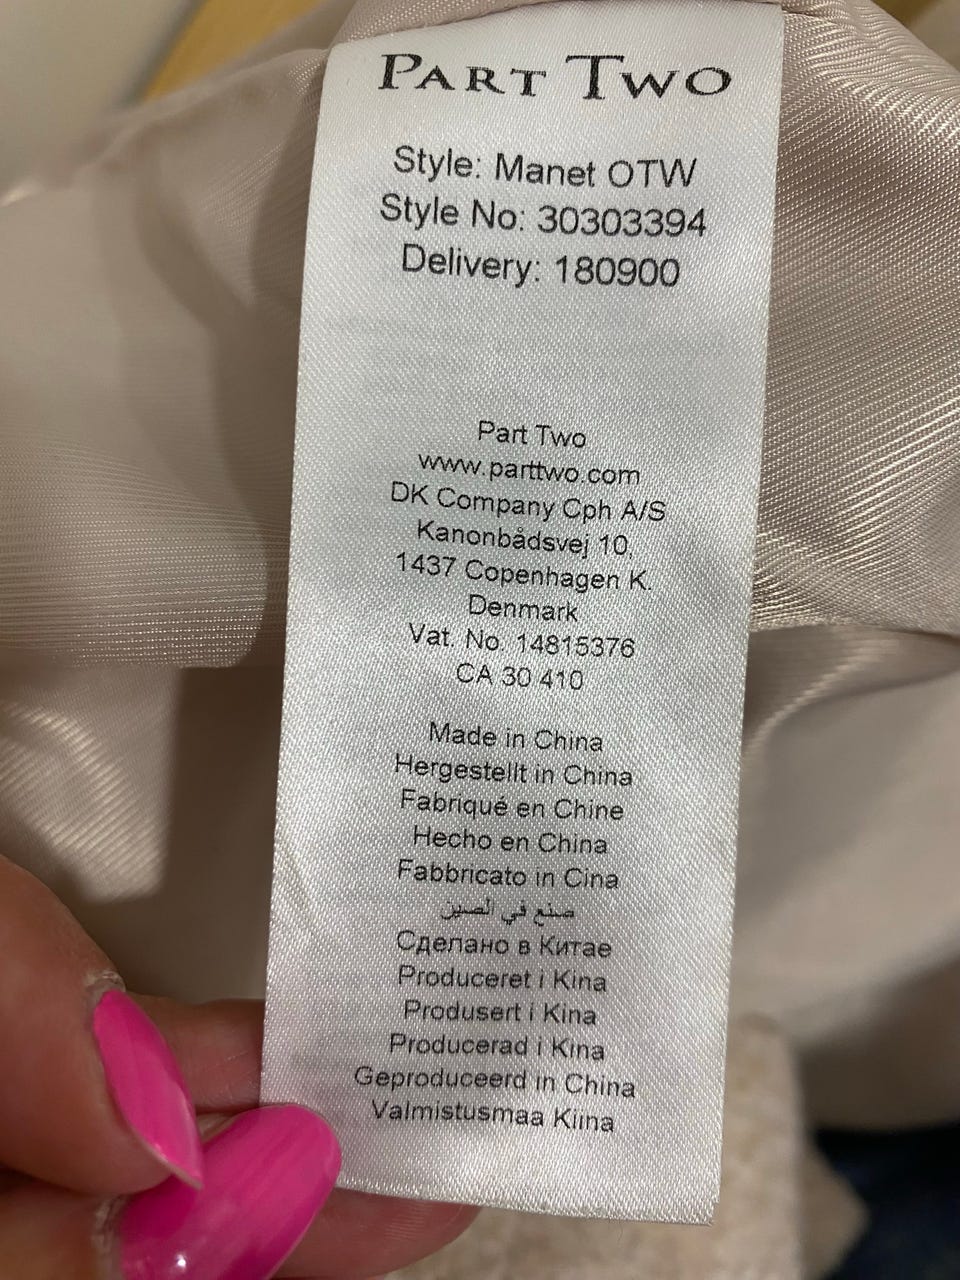 PART TWO
Style: Manet OTW
Style No: 30303394
Delivery: 180900
Part Two
www.parttwo.com
DK Company Cph A/S
Kanonbådsvej 10,
1437 Copenhagen K.
Denmark
Vat. No. 14815376
CA 30 410
Made in China
Hergestellt in China
Fabriqué en Chine
Hecho en China
Fabbricato in Cina
صنع في الصين
Сделано в Китае
Produceret i Kina
Produsert i Kina
Producerad i Kina
Geproduceerd in China
Valmistusmaa Kiina